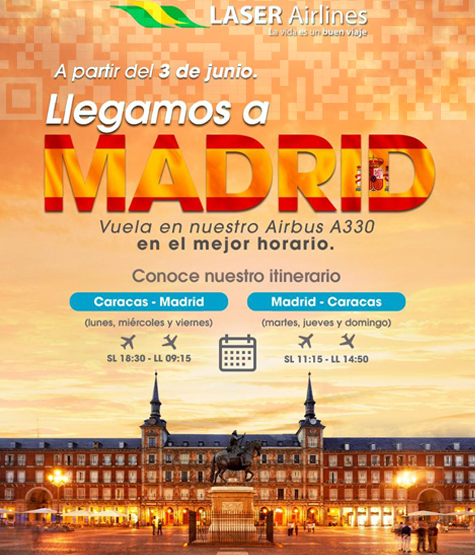 LASER Airlines
La vida es un buen viaje
A partir del 3 de junio.
Llegamos a
MADRID
Vuela en nuestro Airbus A330
en el mejor horario.
Conoce nuestro itinerario
Caracas - Madrid
(lunes, miércoles y viernes)
SL 18:30 - LL 09:15
Madrid - Caracas
(martes, jueves y domingo)
SL 11:15 - LL 14:50